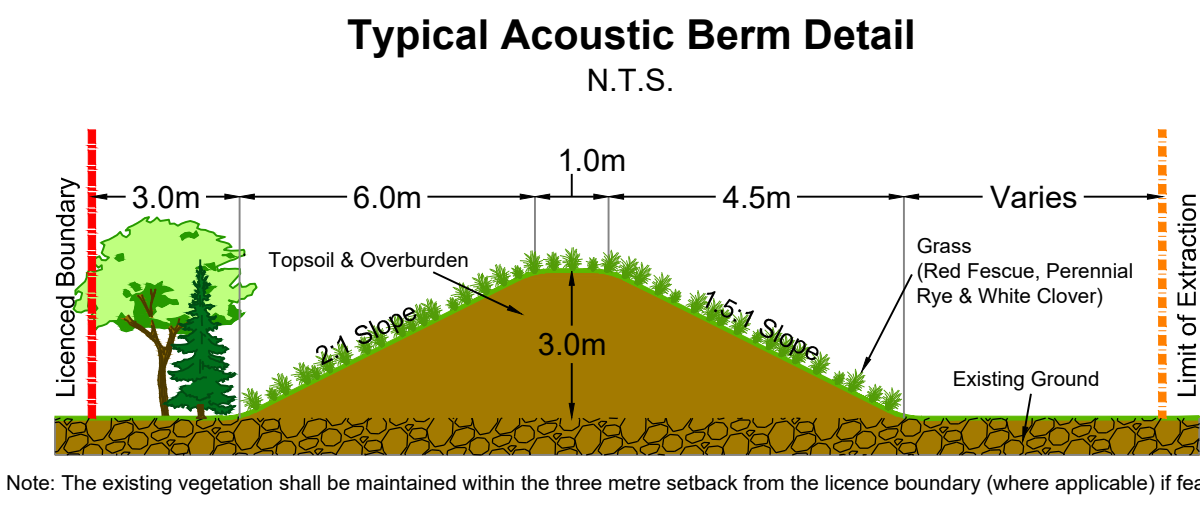 Typical Acoustic Berm Detail
N.T.S.
1.0m
3.0m
6.0m
4.5m
Varies
Licenced Boundary
Topsoil & Overburden
2:1 Slope
3.0m
1.5:1 Slope
Grass
(Red Fescue, Perennial
Rye & White Clover)
Existing Ground
Limit of Extraction
Note: The existing vegetation shall be maintained within the three metre setback from the licence boundary (where applicable) if